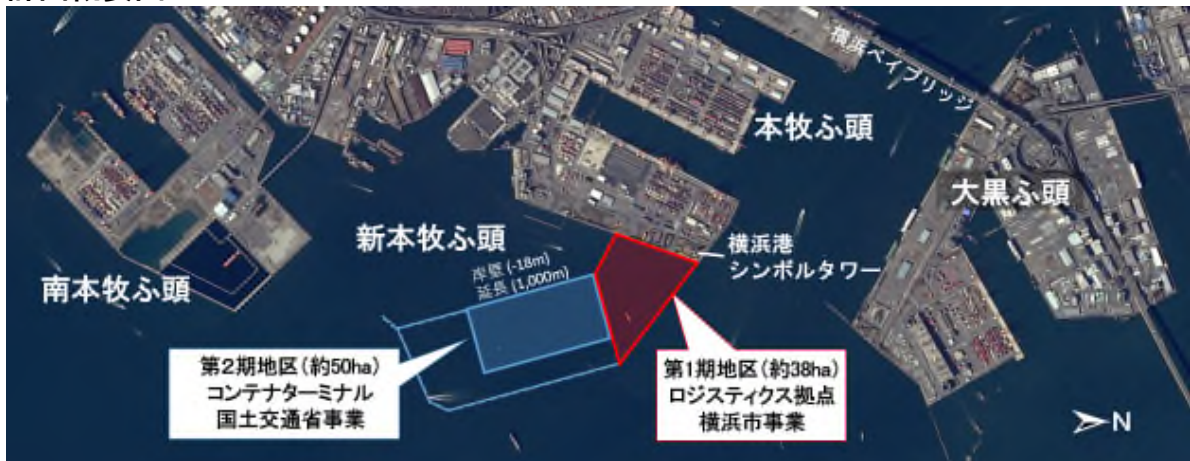 横浜ベイブリッジ
本牧ふ頭
大黒ふ頭
新本牧ふ頭
横浜港
シンボルタワー
岸壁 (-18m)
延長 (1,000m)
南本牧ふ頭
第2期地区(約50ha)
コンテナターミナル
国土交通省事業
第1期地区(約38ha)
ロジスティクス拠点
横浜市事業
N